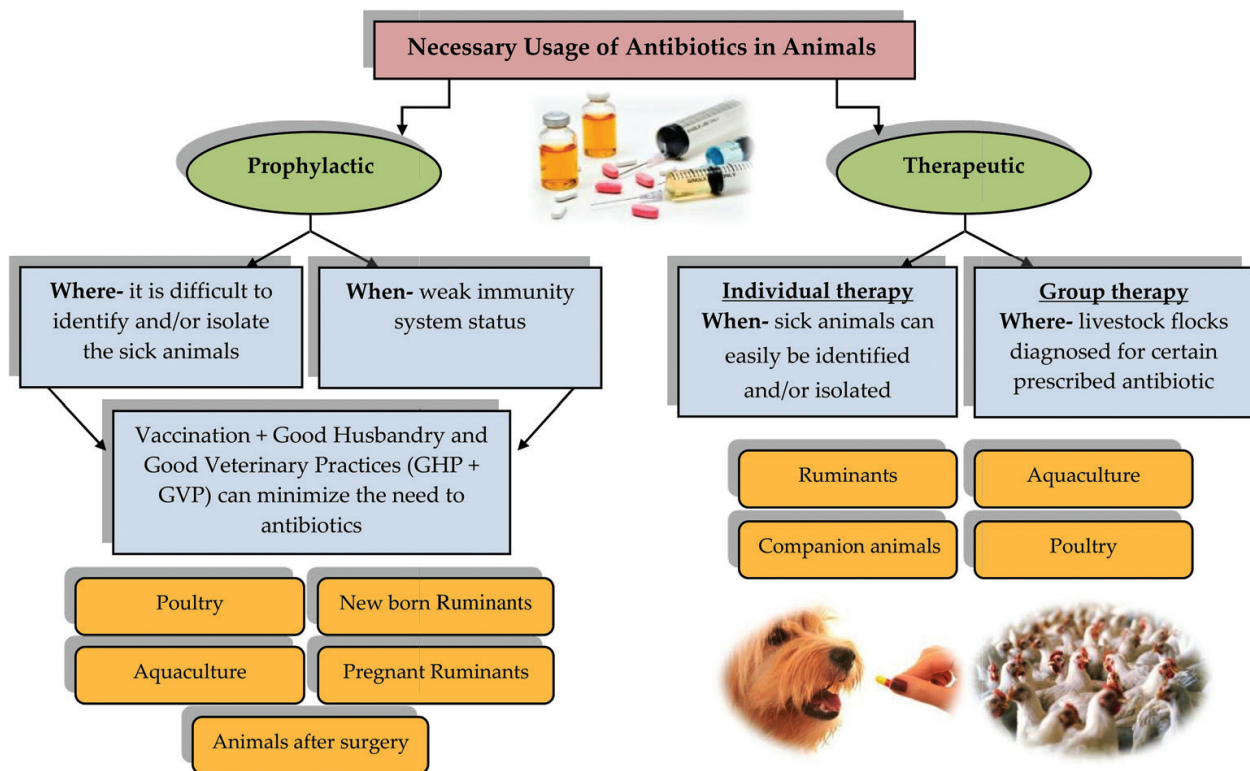 Necessary Usage of Antibiotics in Animals
Prophylactic
Therapeutic
Where- it is difficult to
identify and/or isolate
the sick animals
When- weak immunity
system status
Individual therapy
When- sick animals can
easily be identified
and/or isolated
Group therapy
Where- livestock flocks
diagnosed for certain
prescribed antibiotic
Vaccination + Good Husbandry and
Good Veterinary Practices (GHP +
GVP) can minimize the need to
antibiotics
Ruminants
Aquaculture
Companion animals
Poultry
Poultry
New born Ruminants
Aquaculture
Pregnant Ruminants
Animals after surgery